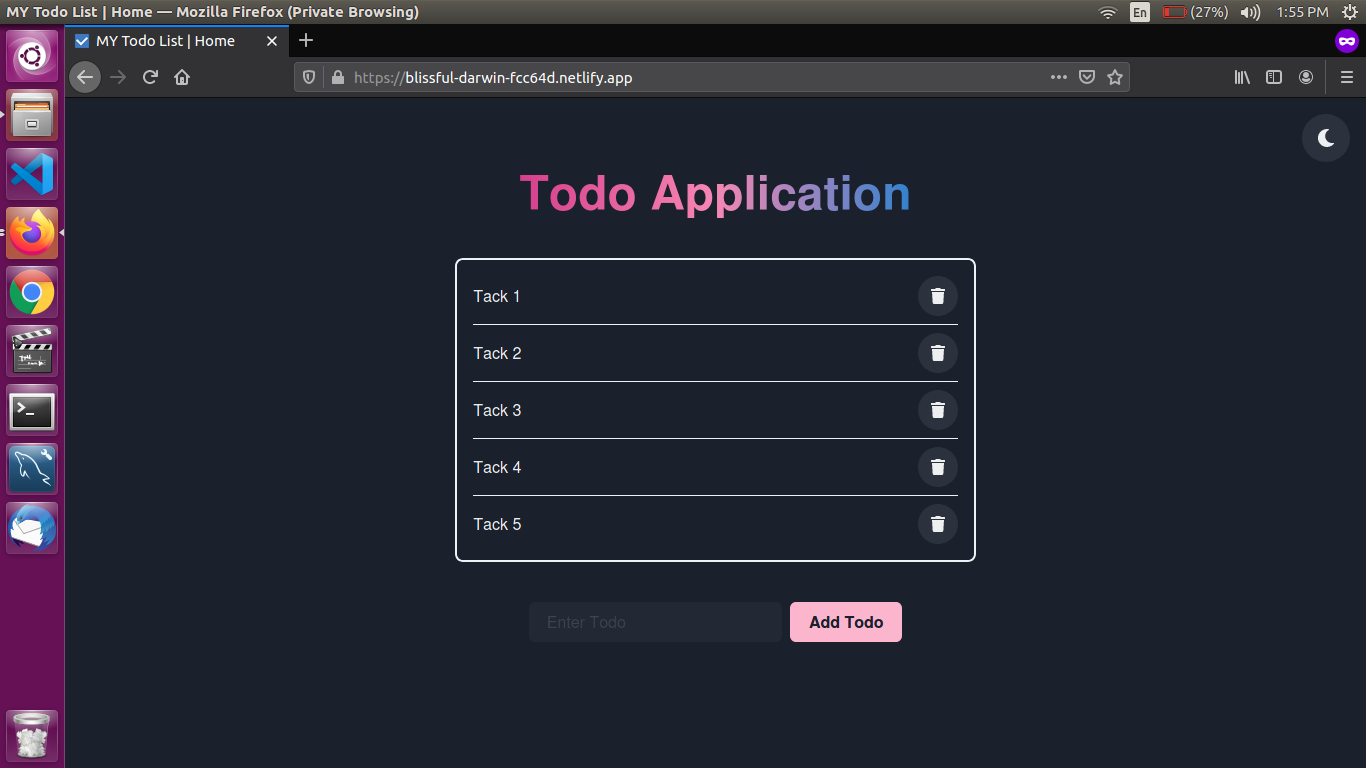 MY Todo List | Home — Mozilla Firefox (Private Browsing)
En
(27%)
1:55 PM
MY Todo List | Home
https://blissful-darwin-fcc64d.netlify.app
Todo Application
Tack 1
Tack 2
Tack 3
Tack 4
Tack 5
Enter Todo
Add Todo